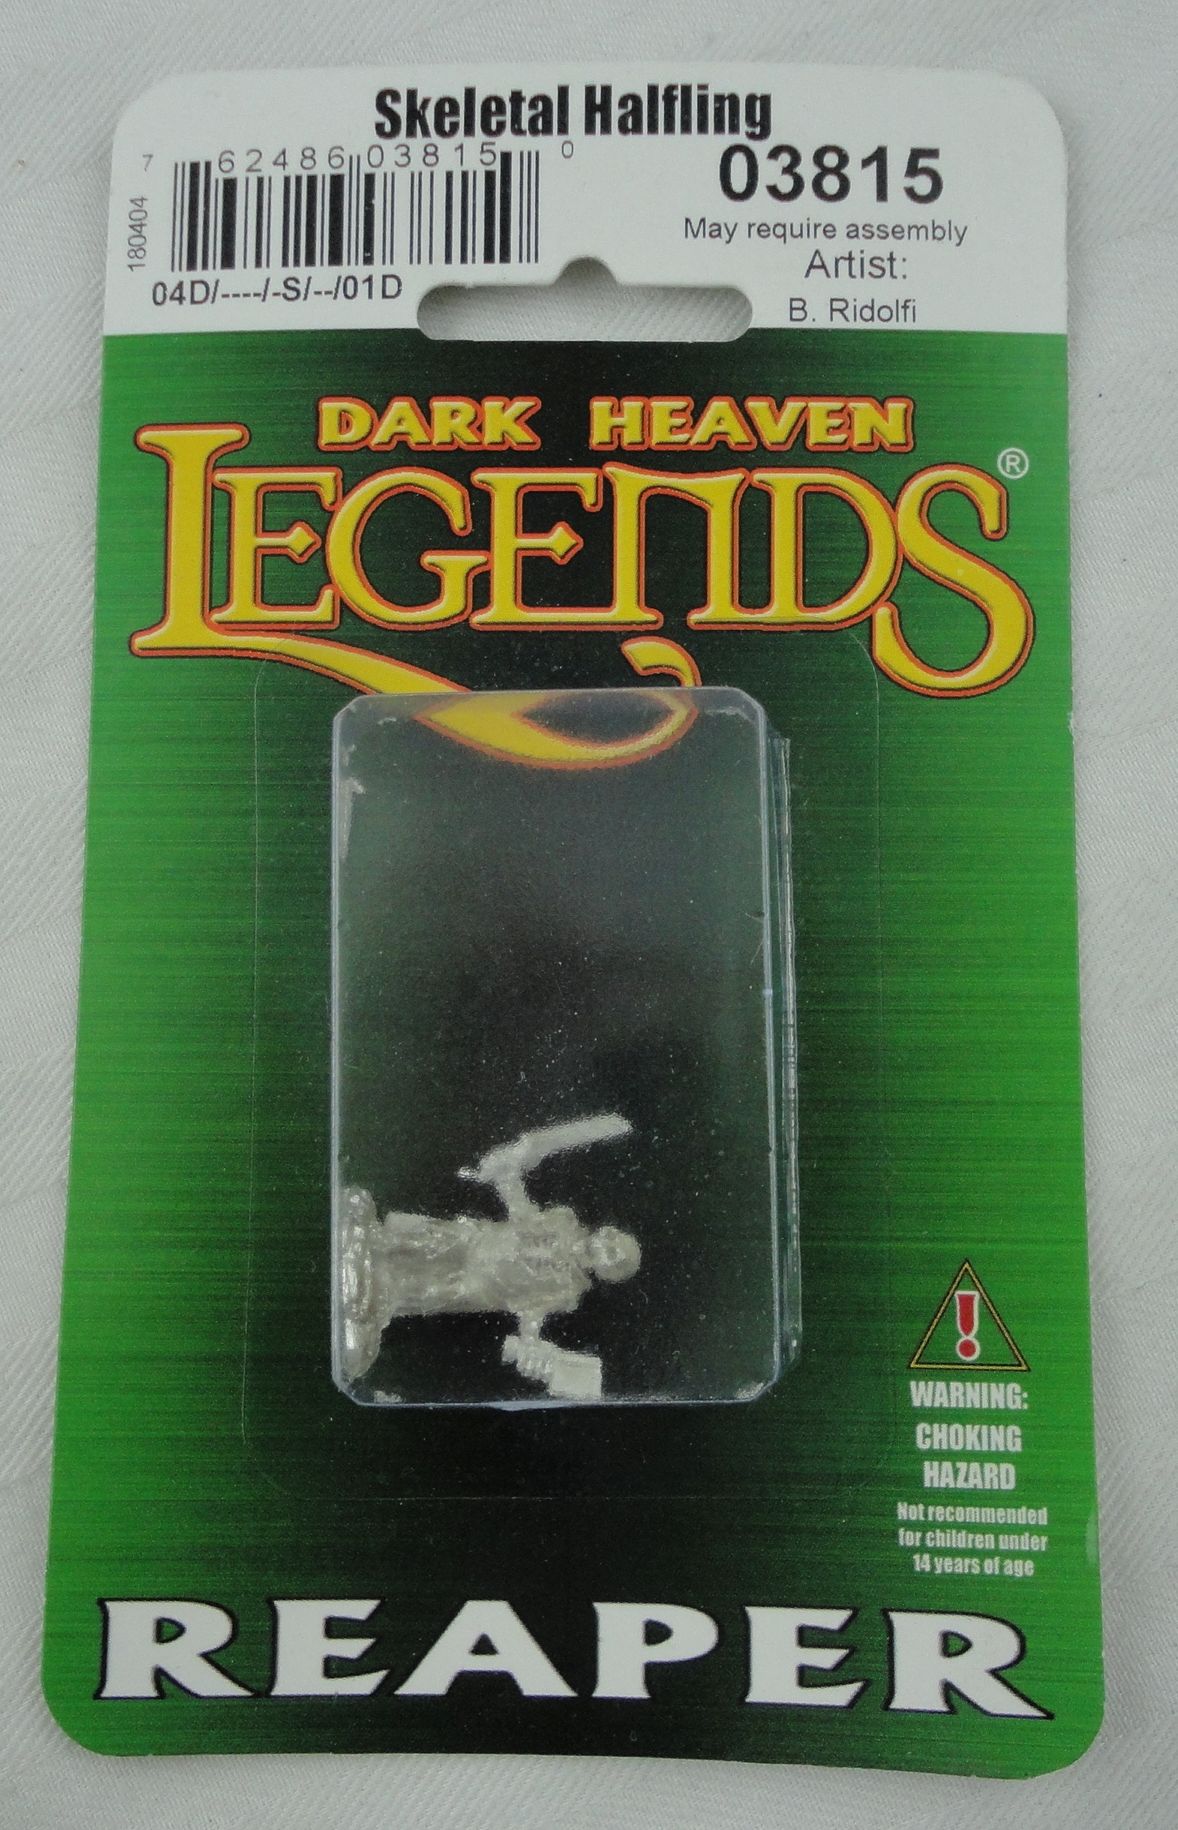 Skeletal Halfling
7 62486 03815 0
03815
180404
May require assembly
Artist:
04D/----/-S/--/01D
B. Ridolfi
DARK HEAVEN
LEGENDS®
WARNING:
CHOKING
HAZARD
Not recommended
for children under
14 years of age
REAPER